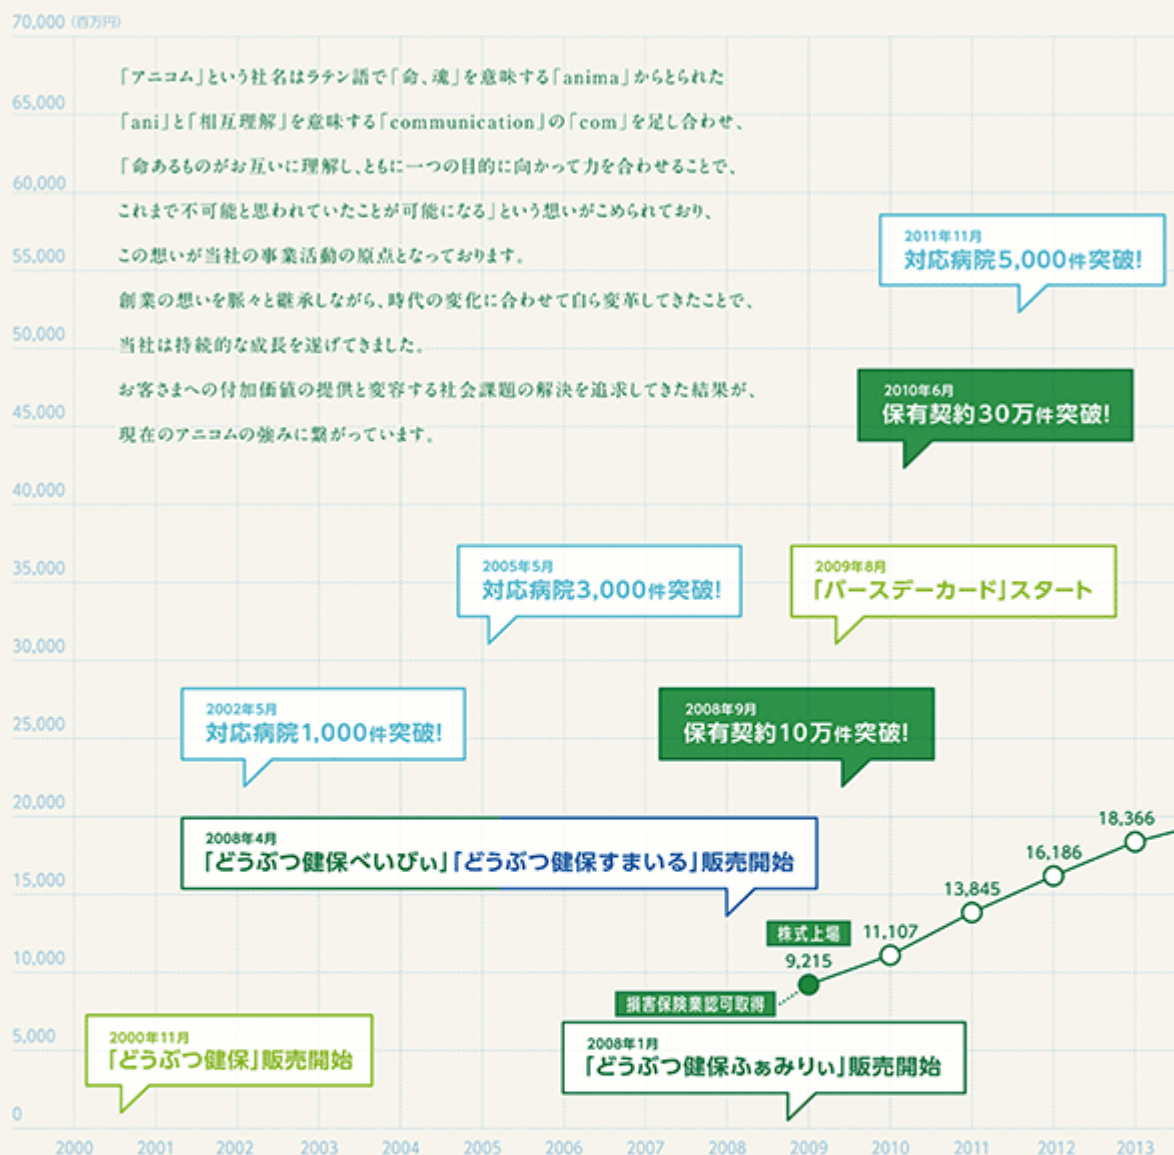 70,000 (百万円)
「アニコム」という社名はラテン語で「命、魂」を意味する「anima」からとられた
65,000
「ani」と「相互理解」を意味する「communication」の「com」を足し合わせ、
「命あるものがお互いに理解し、ともに一つの目的に向かって力を合わせることで、
60,000
これまで不可能と思われていたことが可能になる」という想いがこめられており、
この想いが当社の事業活動の原点となっております。
55,000
創業の想いを脈々と継承しながら、時代の変化に合わせて自ら変革してきたことで、
50,000
当社は持続的な成長を遂げてきました。
お客さまへの付加価値の提供と変容する社会課題の解決を追求してきた結果が、
45,000
現在のアニコムの強みに繋がっています。
2011年11月
対応病院5,000件突破!
2010年6月
保有契約30万件突破!
40,000
35,000
2005年5月
対応病院3,000件突破!
2009年8月
「バースデーカード」スタート
30,000
25,000
2002年5月
対応病院1,000件突破!
2008年9月
保有契約10万件突破!
20,000
2008年4月
「どうぶつ健保べいびぃ」「どうぶつ健保すまいる」販売開始
15,000
18,366
16,186
13,845
11,107
株式上場
9,215
10,000
損害保険業認可取得
5,000
2000年11月
「どうぶつ健保」販売開始
2008年1月
「どうぶつ健保ふぁみりぃ」販売開始
0
2000 2001 2002 2003 2004 2005 2006 2007 2008 2009 2010 2011 2012 2013